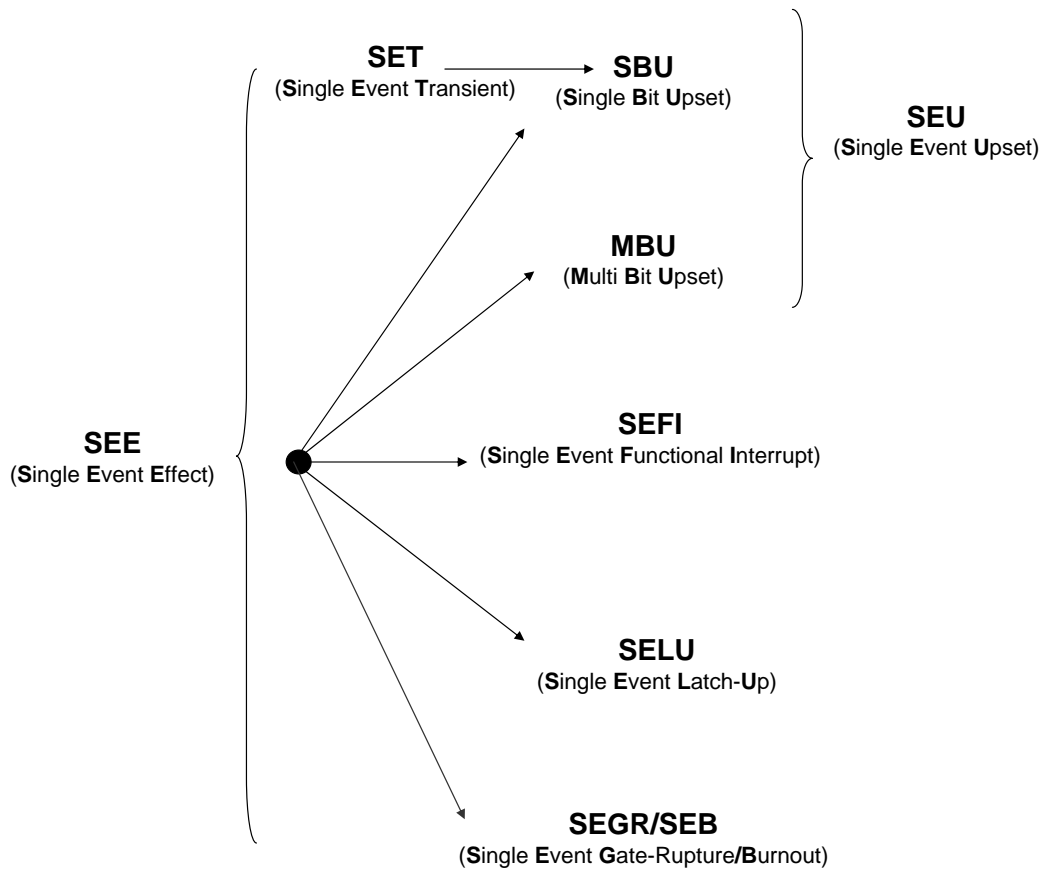 SET
(Single Event Transient)
SBU
(Single Bit Upset)
SEU
(Single Event Upset)
MBU
(Multi Bit Upset)
SEE
(Single Event Effect)
SEFI
(Single Event Functional Interrupt)
SELU
(Single Event Latch-Up)
SEGR/SEB
(Single Event Gate-Rupture/Burnout)